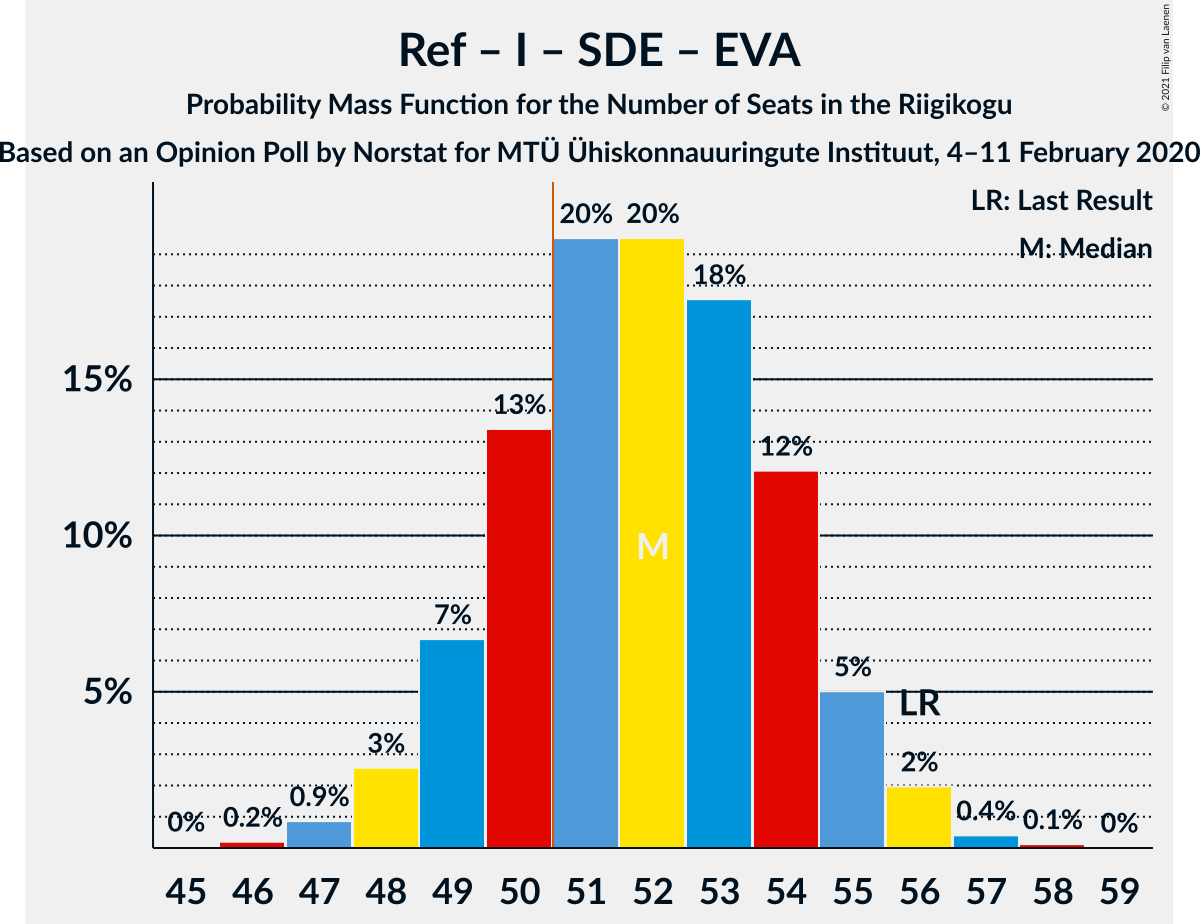 Ref – I – SDE – EVA
Probability Mass Function for the Number of Seats in the Riigikogu
Based on an Opinion Poll by Norstat for MTÜ Ühiskonnauuringute Instituut, 4–11 February 2020
© 2021 Filip van Laenen
LR: Last Result
M: Median
20% 20%
18%
15%
13%
12%
10%
M
7%
5%
5%
LR
3%
2%
0% 0.2% 0.9% 0.4% 0.1% 0%
45 46 47 48 49 50 51 52 53 54 55 56 57 58 59